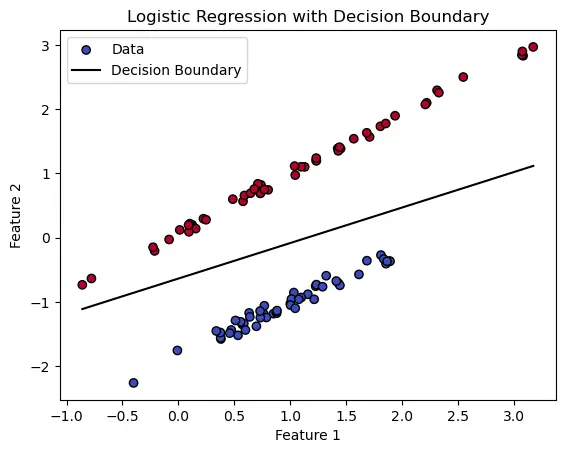 Logistic Regression with Decision Boundary
Data
Decision Boundary
3
2
1
0
−1
−2
Feature 2
−1.0 −0.5 0.0 0.5 1.0 1.5 2.0 2.5 3.0
Feature 1